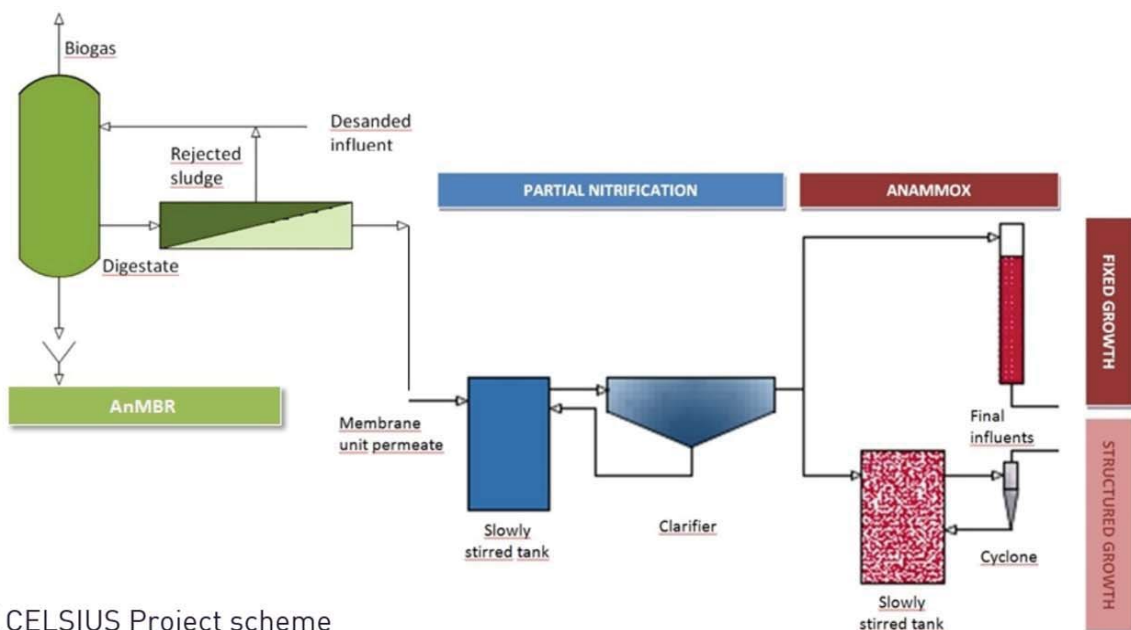 Biogas
Desanded
influent
Rejected
sludge
Digestate
AnMBR
PARTIAL NITRIFICATION
ANAMMOX
FIXED GROWTH
Membrane
unit permeate
Slowly
stirred tank
Clarifier
Final
influents
Cyclone
Slowly
stirred tank
STRUCTURED GROWTH
CELSIUS Project scheme